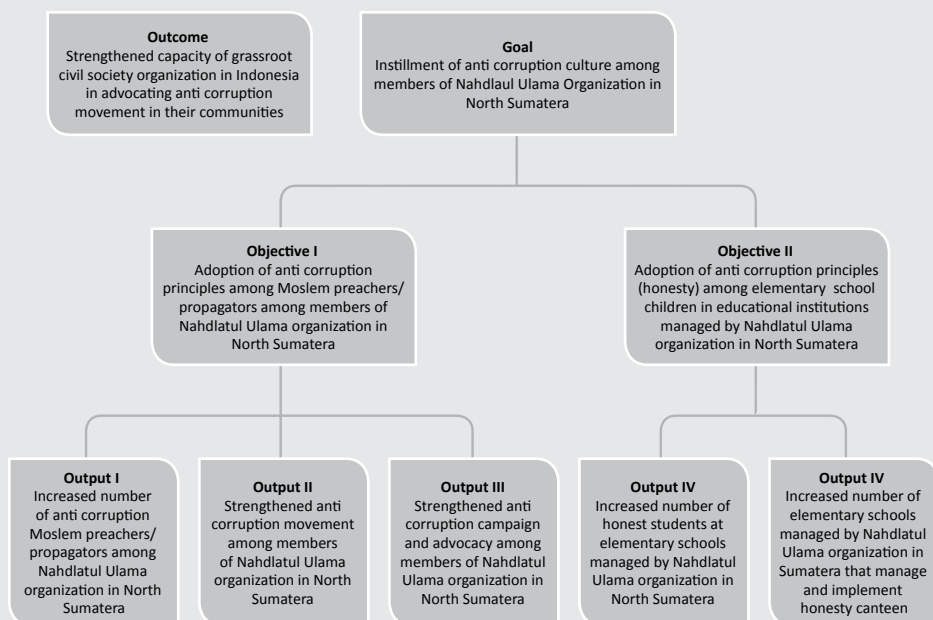 Outcome
Strengthened capacity of grassroot
civil society organization in Indonesia
in advocating anti corruption
movement in their communities
Goal
Instillment of anti corruption culture among
members of Nahdlaul Ulama Organization in
North Sumatera
Objective I
Adoption of anti corruption
principles among Moslem preachers/
propagators among members of
Nahdlatul Ulama organization in
North Sumatera
Objective II
Adoption of anti corruption principles
(honesty) among elementary school
children in educational institutions
managed by Nahdlatul Ulama
organization in North Sumatera
Output I
Increased number
of anti corruption
Moslem preachers/
propagators among
Nahdlatul Ulama
organization in North
Sumatera
Output II
Strengthened anti
corruption movement
among members
of Nahdlatul Ulama
organization in North
Sumatera
Output III
Strengthened anti
corruption campaign
and advocacy among
members of Nahdlatul
Ulama organization in
North Sumatera
Output IV
Increased number of
honest students at
elementary schools
managed by Nahdlatul
Ulama organization in
North Sumatera
Output IV
Increased number of
elementary schools
managed by Nahdlatul
Ulama organization in
Sumatera that manage
and implement
honesty canteen